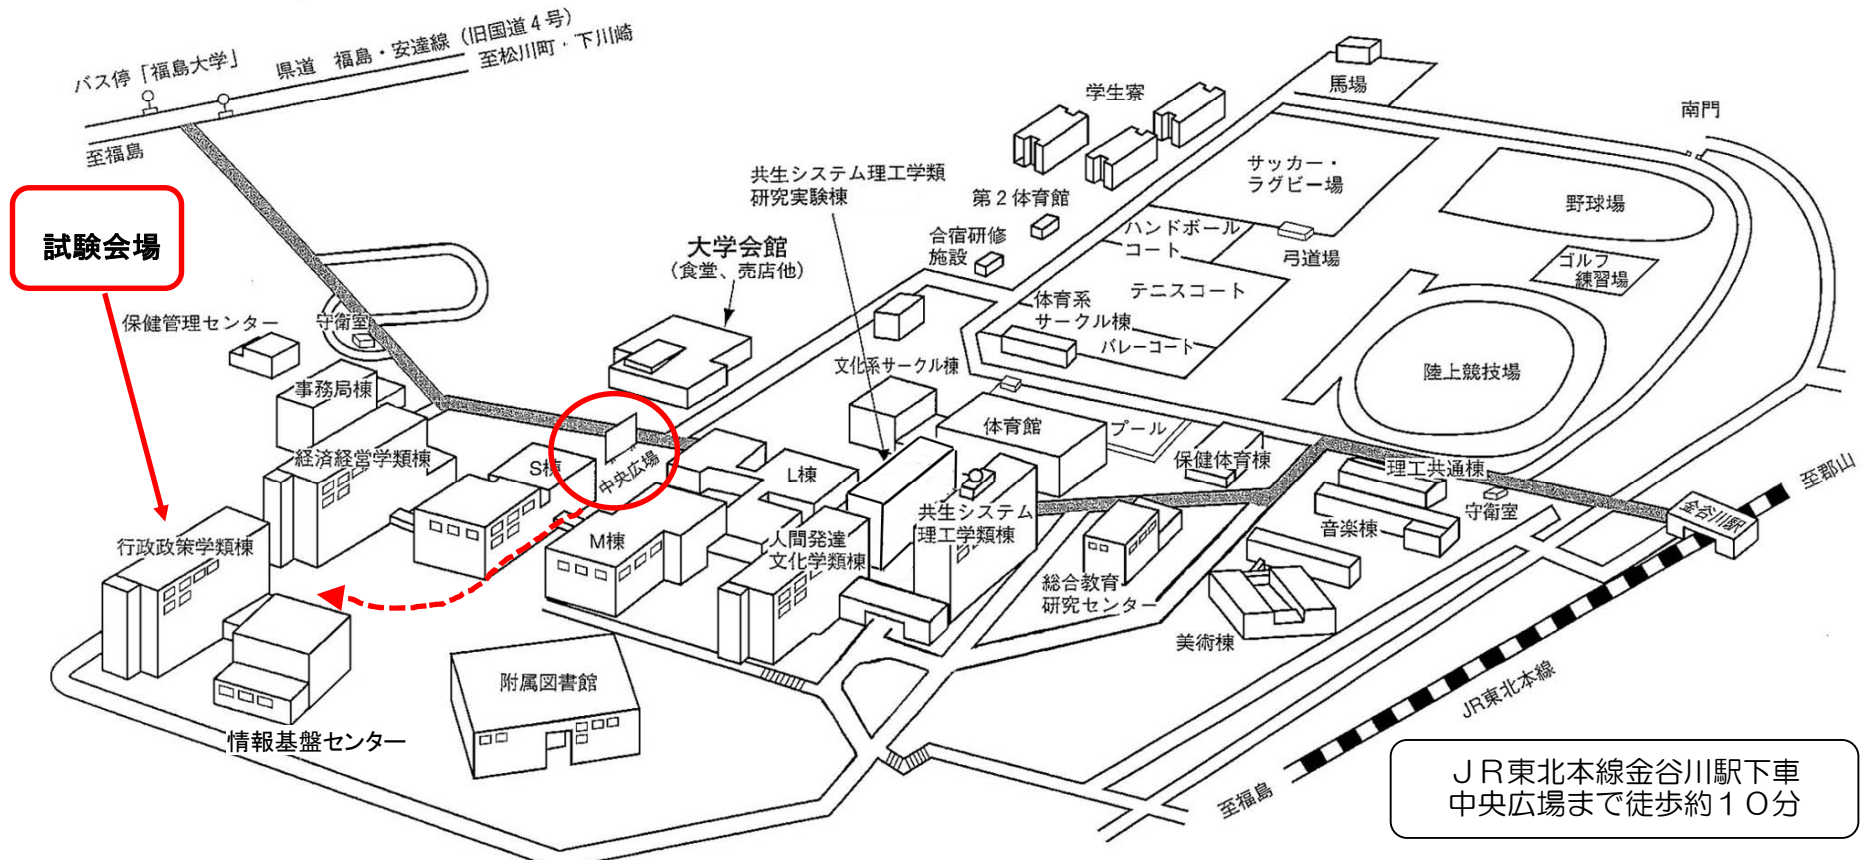 バス停「福島大学」
県道 福島・安達線（旧国道４号）
至松川町・下川崎
至福島
試験会場
保健管理センター
守衛室
事務局棟
経済経営学類棟
行政政策学類棟
情報基盤センター
附属図書館
S棟
中央広場
M棟
L棟
人間発達
文化学類棟
大学会館
（食堂、売店他）
共生システム理工学類
研究実験棟
文化系サークル棟
学生寮
第２体育館
合宿研修
施設
体育系
サークル棟
バレーコート
テニスコート
ハンドボール
コート
弓道場
サッカー・
ラグビー場
馬場
南門
野球場
ゴルフ
練習場
陸上競技場
体育館
プール
保健体育棟
共生システム
理工学類棟
総合教育
研究センター
理工共通棟
音楽棟
守衛室
美術棟
金谷川駅
至郡山
JR東北本線
至福島
ＪＲ東北本線金谷川駅下車
中央広場まで徒歩約１０分